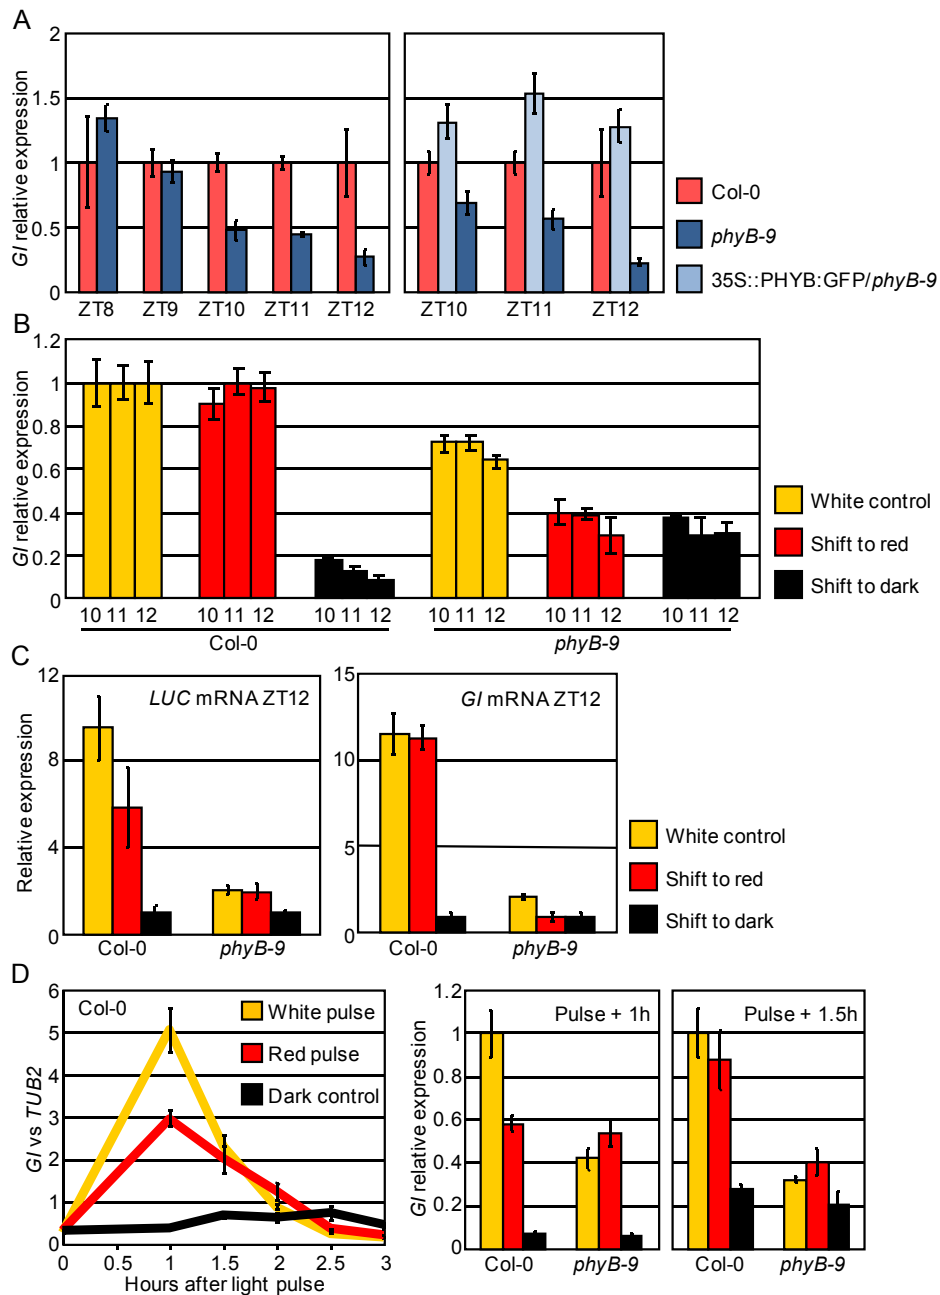 A
GI relative expression
2
1.5
1
0.5
0
ZT8 ZT9 ZT10 ZT11 ZT12
ZT10 ZT11 ZT12
Col-0
phyB-9
35S::PHYB:GFP/phyB-9
B
GI relative expression
1.2
1
0.8
0.6
0.4
0.2
0
10 11 12 10 11 12 10 11 12 10 11 12 10 11 12 10 11 12
Col-0
phyB-9
White control
Shift to red
Shift to dark
C
Relative expression
12
8
4
0
LUC mRNA ZT12
Col-0 phyB-9
15
10
5
0
GI mRNA ZT12
Col-0 phyB-9
White control
Shift to red
Shift to dark
D
GI vs TUB2
6
5
4
3
2
1
0
Col-0
White pulse
Red pulse
Dark control
0 0.5 1 1.5 2 2.5 3
Hours after light pulse
GI relative expression
1.2
1
0.8
0.6
0.4
0.2
0
Pulse + 1h
Col-0 phyB-9
Pulse + 1.5h
Col-0 phyB-9